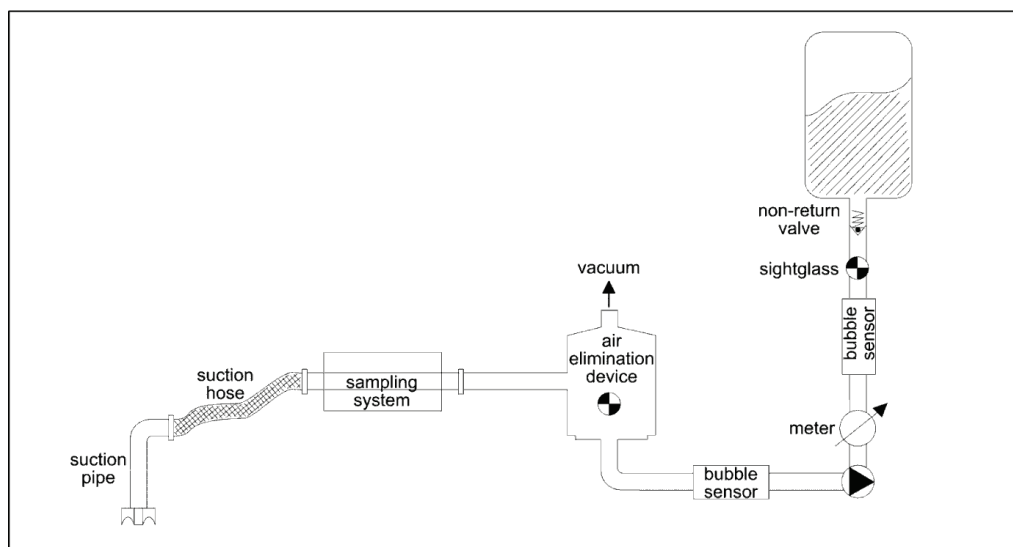 non-return
valve
sightglass
bubble
sensor
meter
vacuum
air
elimination
device
sampling
system
suction
hose
suction
pipe
bubble
sensor